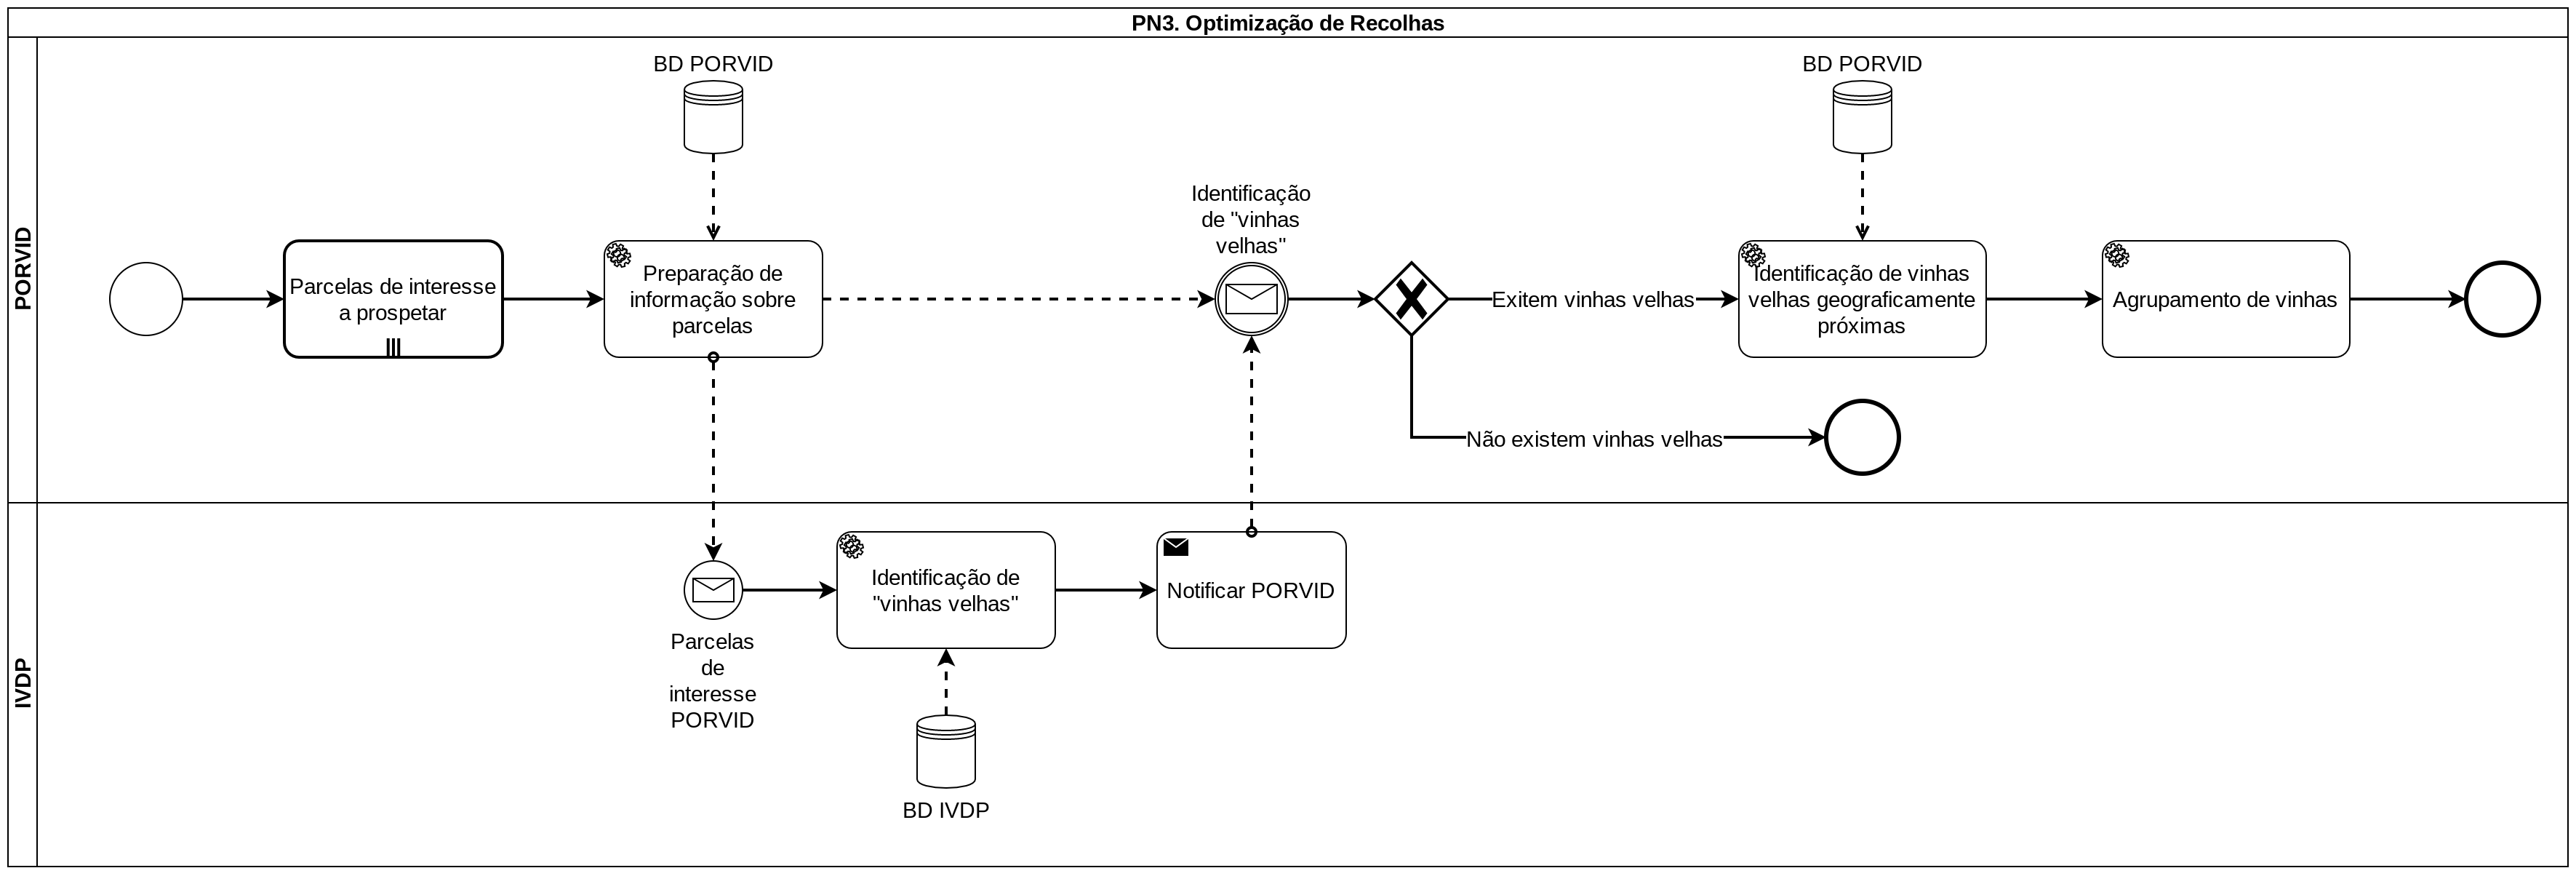 PN3. Optimização de Recolhas
PORVID
BD PORVID
BD PORVID
Identificação
de "vinhas
velhas"
Parcelas de interesse
a prospetar
Preparação de
informação sobre
parcelas
Exitem vinhas velhas
Identificação de vinhas
velhas geograficamente
próximas
Agrupamento de vinhas
Não existem vinhas velhas
IVDP
Parcelas
de
interesse
PORVID
Identificação de
"vinhas velhas"
Notificar PORVID
BD IVDP